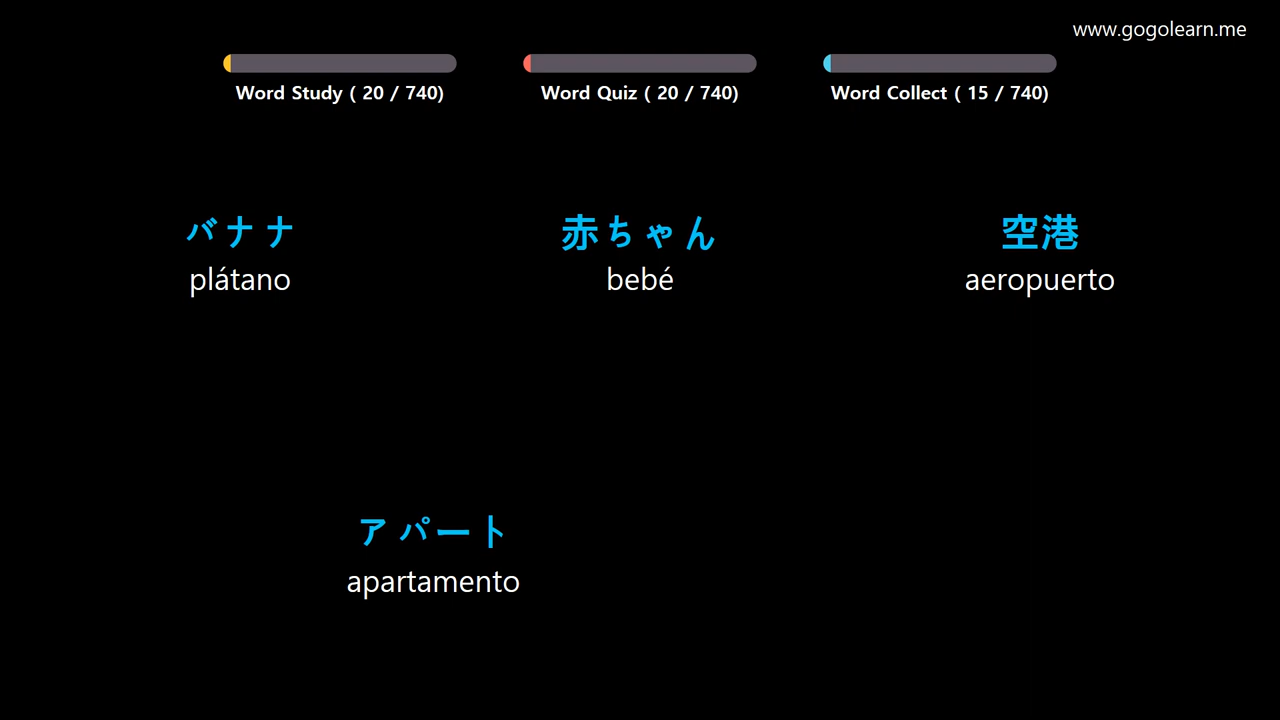 www.gogolearn.me
Word Study ( 20 / 740)
Word Quiz ( 20 / 740)
Word Collect ( 15 / 740)
バナナ
plátano
赤ちゃん
bebé
空港
aeropuerto
アパート
apartamento